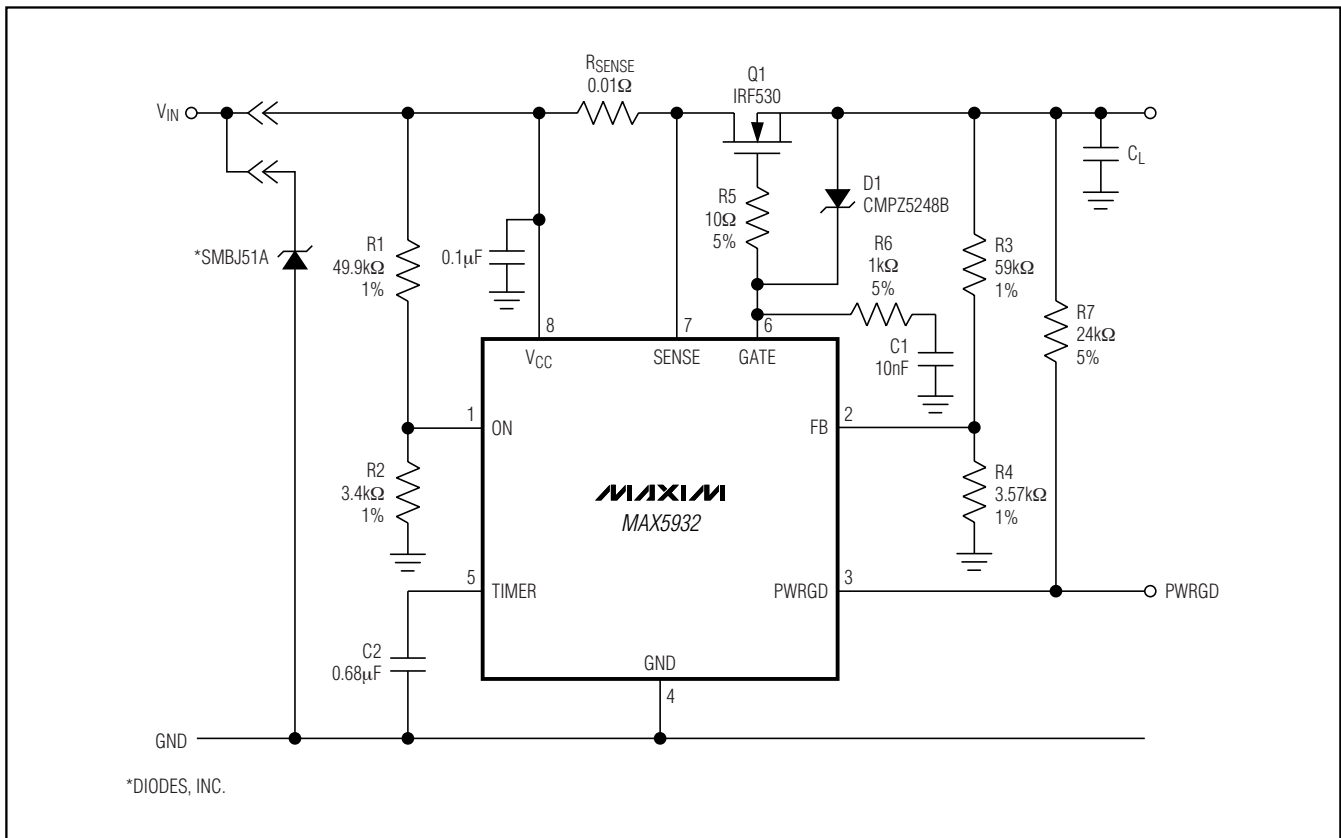 RSENSE
0.01Ω
Q1
IRF530
VIN
CL
D1
CMPZ5248B
R5
10Ω
5%
R6
1kΩ
5%
R3
59kΩ
1%
*SMBJ51A
R1
49.9kΩ
1%
0.1µF
R7
24kΩ
5%
C1
10nF
8
7
6
VCC
SENSE
GATE
1
ON
2
FB
R2
3.4kΩ
1%
MAXIM
MAX5932
R4
3.57kΩ
1%
5
TIMER
3
PWRGD
PWRGD
C2
0.68µF
GND
4
GND
*DIODES, INC.